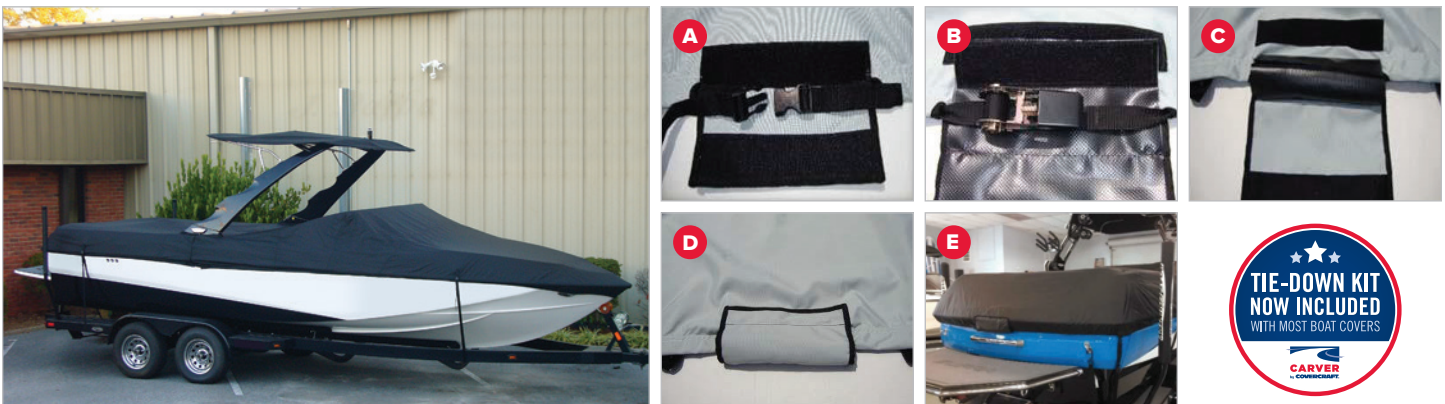 A
B
C
D
E
TIE-DOWN KIT
NOW INCLUDED
WITH MOST BOAT COVERS
CARVER
by COVERCRAFT